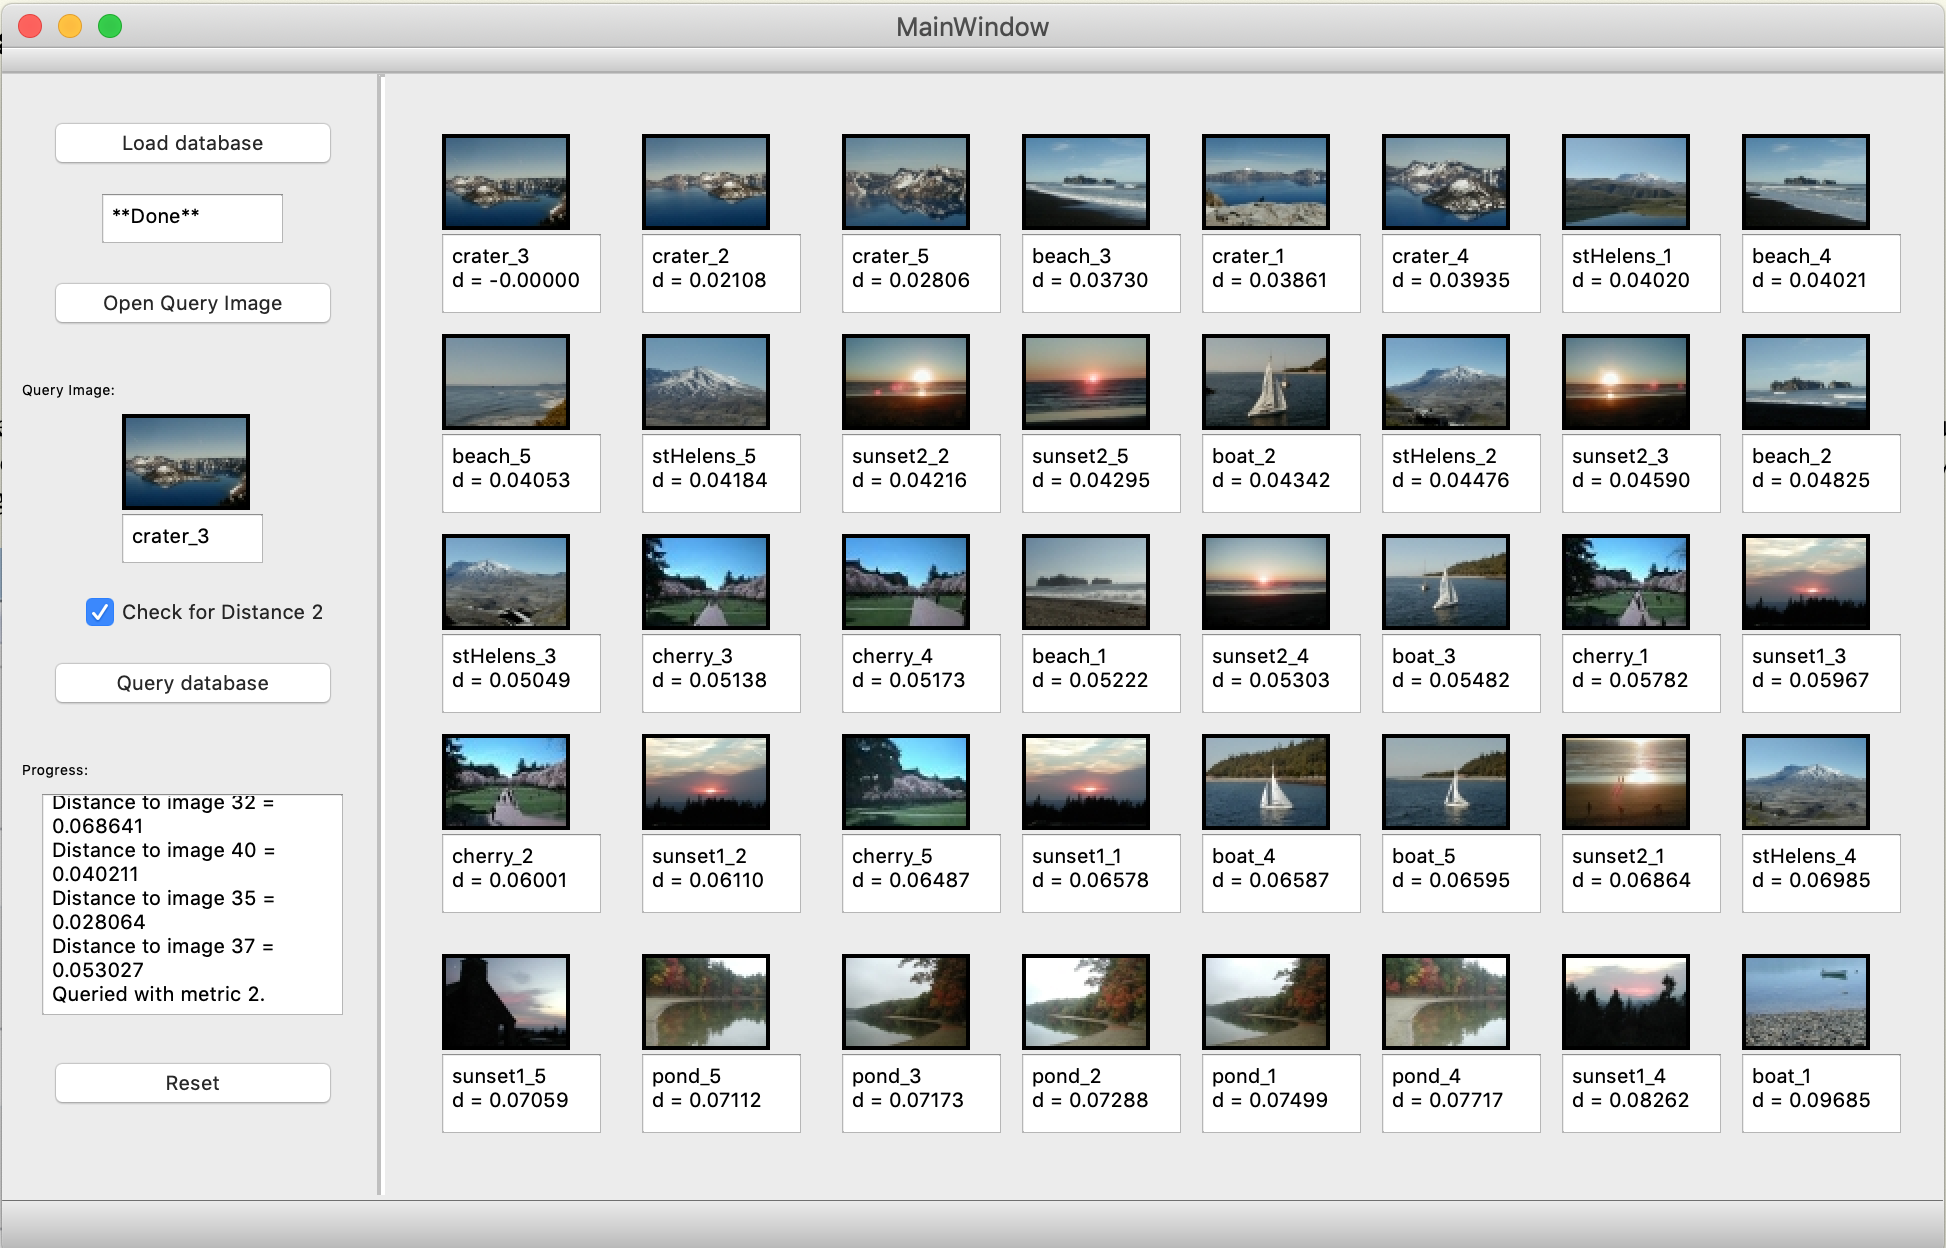 MainWindow
Load database
**Done**
Open Query Image
Query Image:
crater_3
Check for Distance 2
Query database
Progress:
Distance to image 32 =
0.068641
Distance to image 40 =
0.040211
Distance to image 35 =
0.028064
Distance to image 37 =
0.053027
Queried with metric 2.
Reset
crater_3
d = -0.00000
crater_2
d = 0.02108
crater_5
d = 0.02806
beach_3
d = 0.03730
crater_1
d = 0.03861
crater_4
d = 0.03935
stHelens_1
d = 0.04020
beach_4
d = 0.04021
beach_5
d = 0.04053
stHelens_5
d = 0.04184
sunset2_2
d = 0.04216
sunset2_5
d = 0.04295
boat_2
d = 0.04342
stHelens_2
d = 0.04476
sunset2_3
d = 0.04590
beach_2
d = 0.04825
stHelens_3
d = 0.05049
cherry_3
d = 0.05138
cherry_4
d = 0.05173
beach_1
d = 0.05222
sunset2_4
d = 0.05303
boat_3
d = 0.05482
cherry_1
d = 0.05782
sunset1_3
d = 0.05967
cherry_2
d = 0.06001
sunset1_2
d = 0.06110
cherry_5
d = 0.06487
sunset1_1
d = 0.06578
boat_4
d = 0.06587
boat_5
d = 0.06595
sunset2_1
d = 0.06864
stHelens_4
d = 0.06985
sunset1_5
d = 0.07059
pond_5
d = 0.07112
pond_3
d = 0.07173
pond_2
d = 0.07288
pond_1
d = 0.07499
pond_4
d = 0.07717
sunset1_4
d = 0.08262
boat_1
d = 0.09685